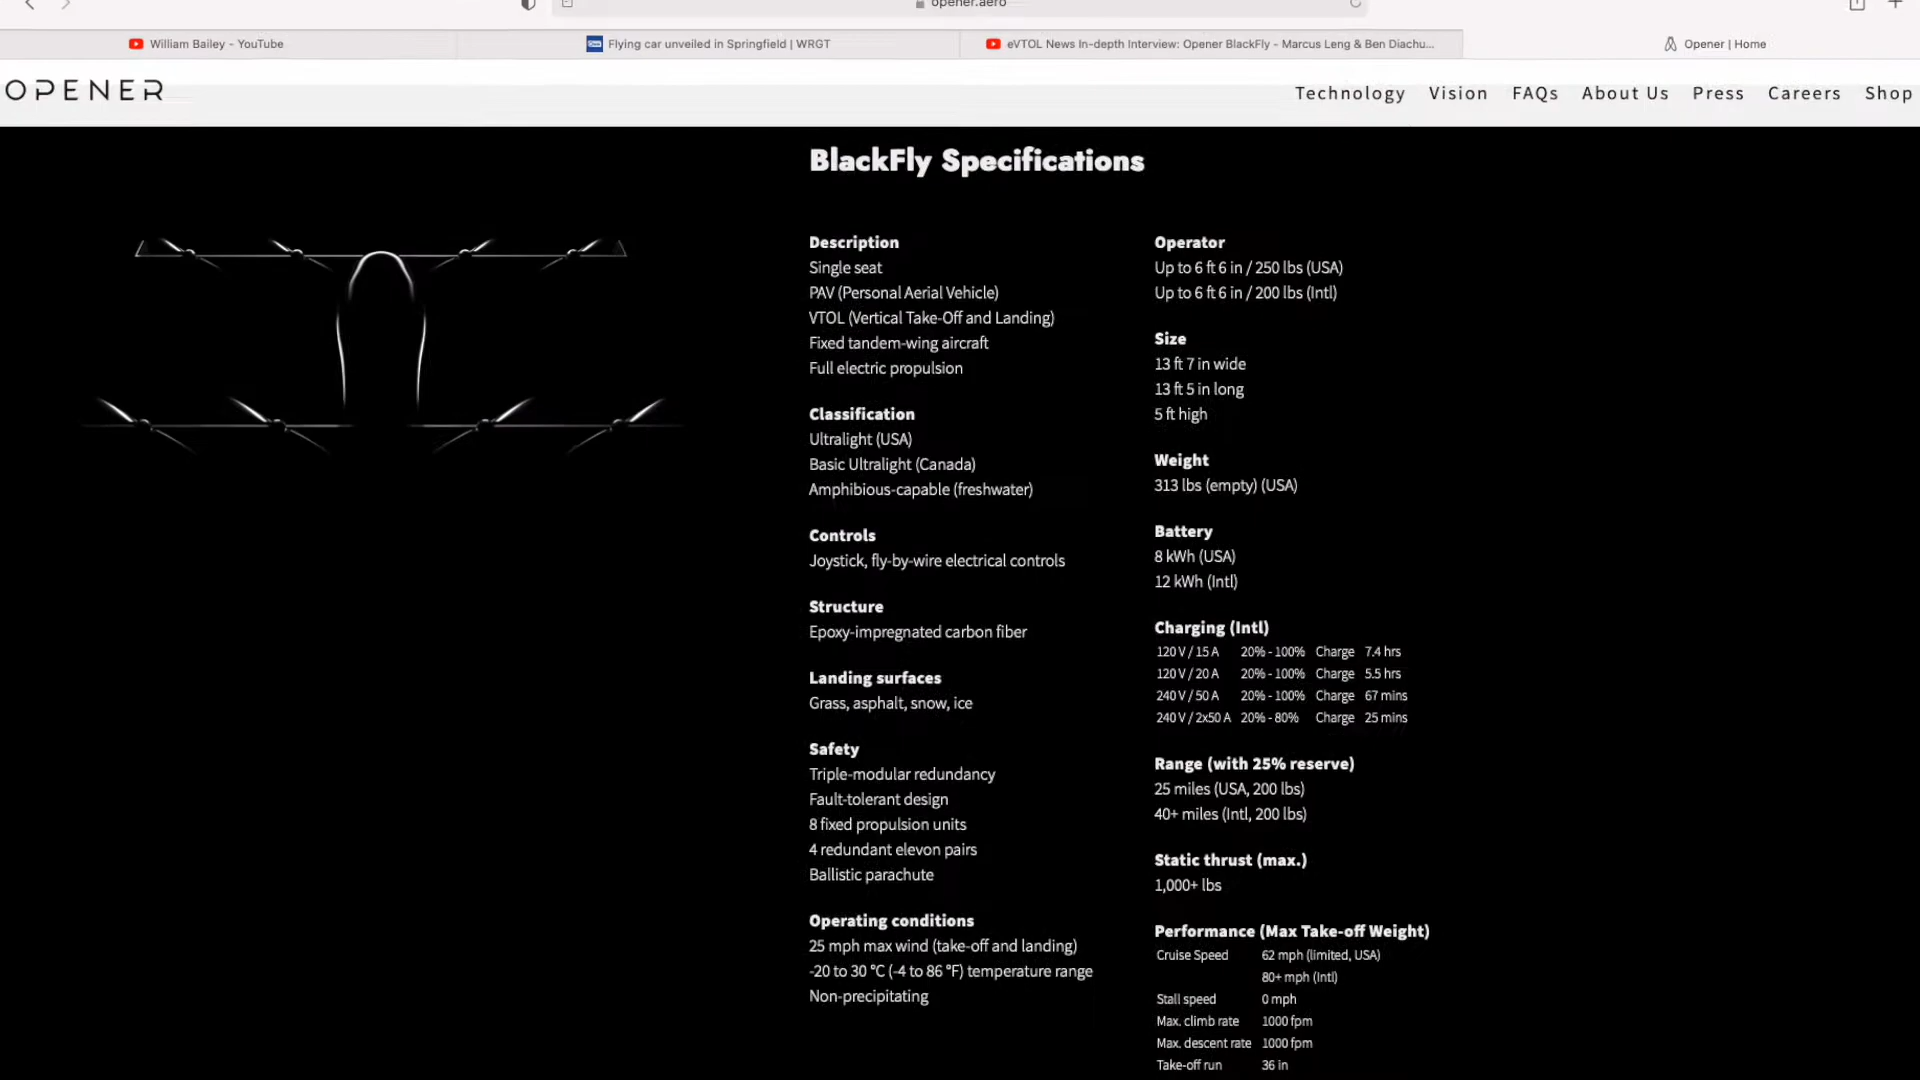 opener.aero
William Bailey - YouTube
Flying car unveiled in Springfield | WRGT
eVTOL News In-depth Interview: Opener BlackFly - Marcus Leng & Ben Diachu...
Opener | Home
OPENER
Technology Vision FAQs About Us Press Careers Shop
BlackFly Specifications
Description
Single seat
PAV (Personal Aerial Vehicle)
VTOL (Vertical Take-Off and Landing)
Fixed tandem-wing aircraft
Full electric propulsion
Classification
Ultralight (USA)
Basic Ultralight (Canada)
Amphibious-capable (freshwater)
Controls
Joystick, fly-by-wire electrical controls
Structure
Epoxy-impregnated carbon fiber
Landing surfaces
Grass, asphalt, snow, ice
Safety
Triple-modular redundancy
Fault-tolerant design
8 fixed propulsion units
4 redundant elevon pairs
Ballistic parachute
Operating conditions
25 mph max wind (take-off and landing)
-20 to 30 °C (-4 to 86 °F) temperature range
Non-precipitating
Operator
Up to 6 ft 6 in / 250 lbs (USA)
Up to 6 ft 6 in / 200 lbs (Intl)
Size
13 ft 7 in wide
13 ft 5 in long
5 ft high
Weight
313 lbs (empty) (USA)
Battery
8 kWh (USA)
12 kWh (Intl)
Charging (Intl)
120 V / 15 A 20% - 100% Charge 7.4 hrs
120 V / 20 A 20% - 100% Charge 5.5 hrs
240 V / 50 A 20% - 100% Charge 67 mins
240 V / 2x50 A 20% - 80% Charge 25 mins
Range (with 25% reserve)
25 miles (USA, 200 lbs)
40+ miles (Intl, 200 lbs)
Static thrust (max.)
1,000+ lbs
Performance (Max Take-off Weight)
Cruise Speed 62 mph (limited, USA)
80+ mph (Intl)
Stall speed 0 mph
Max. climb rate 1000 fpm
Max. descent rate 1000 fpm
Take-off run 36 in